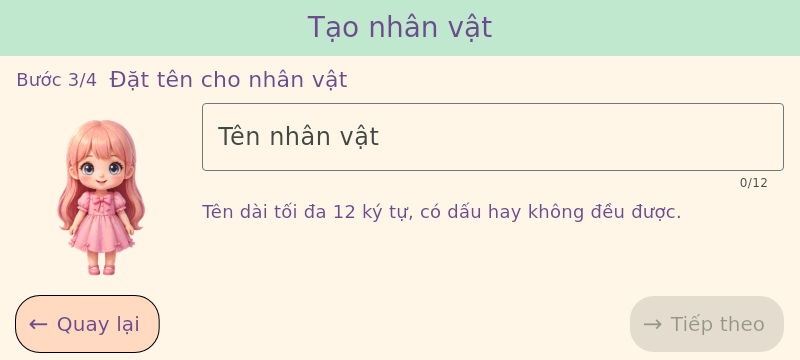 Tạo nhân vật
Bước 3/4 Đặt tên cho nhân vật
Tên nhân vật
0/12
Tên dài tối đa 12 ký tự, có dấu hay không đều được.
← Quay lại
→ Tiếp theo